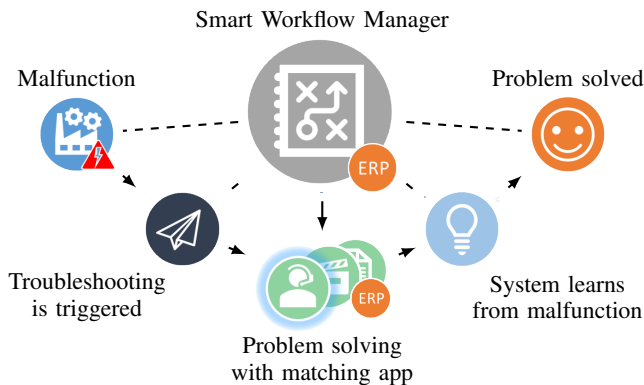 Smart Workflow Manager
Malfunction
Problem solved
ERP
Troubleshooting
is triggered
ERP
System learns
from malfunction
Problem solving
with matching app